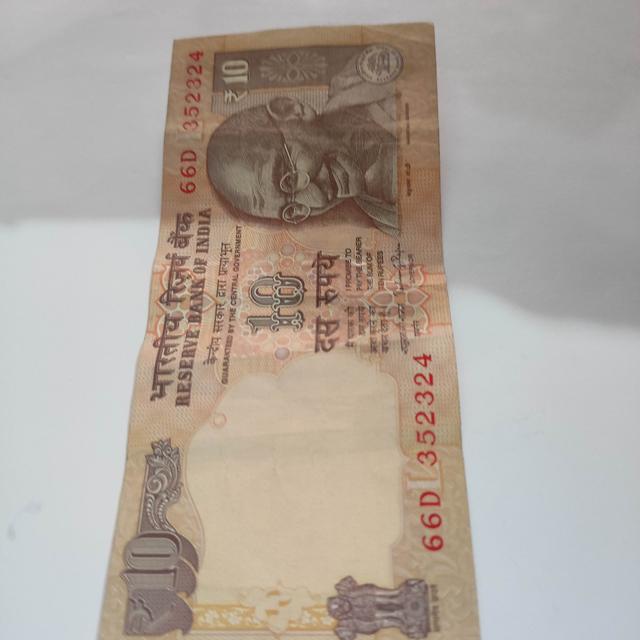 भारतीय रिज़र्व बैंक
RESERVE BANK OF INDIA
केन्द्रीय सरकार द्वारा प्रत्याभूत
GUARANTEED BY THE CENTRAL GOVERNMENT
10
दस रुपये
I PROMISE TO
PAY THE BEARER
THE SUM OF
TEN RUPEES
66D 352324
₹ 10
₹ 10
66D 352324